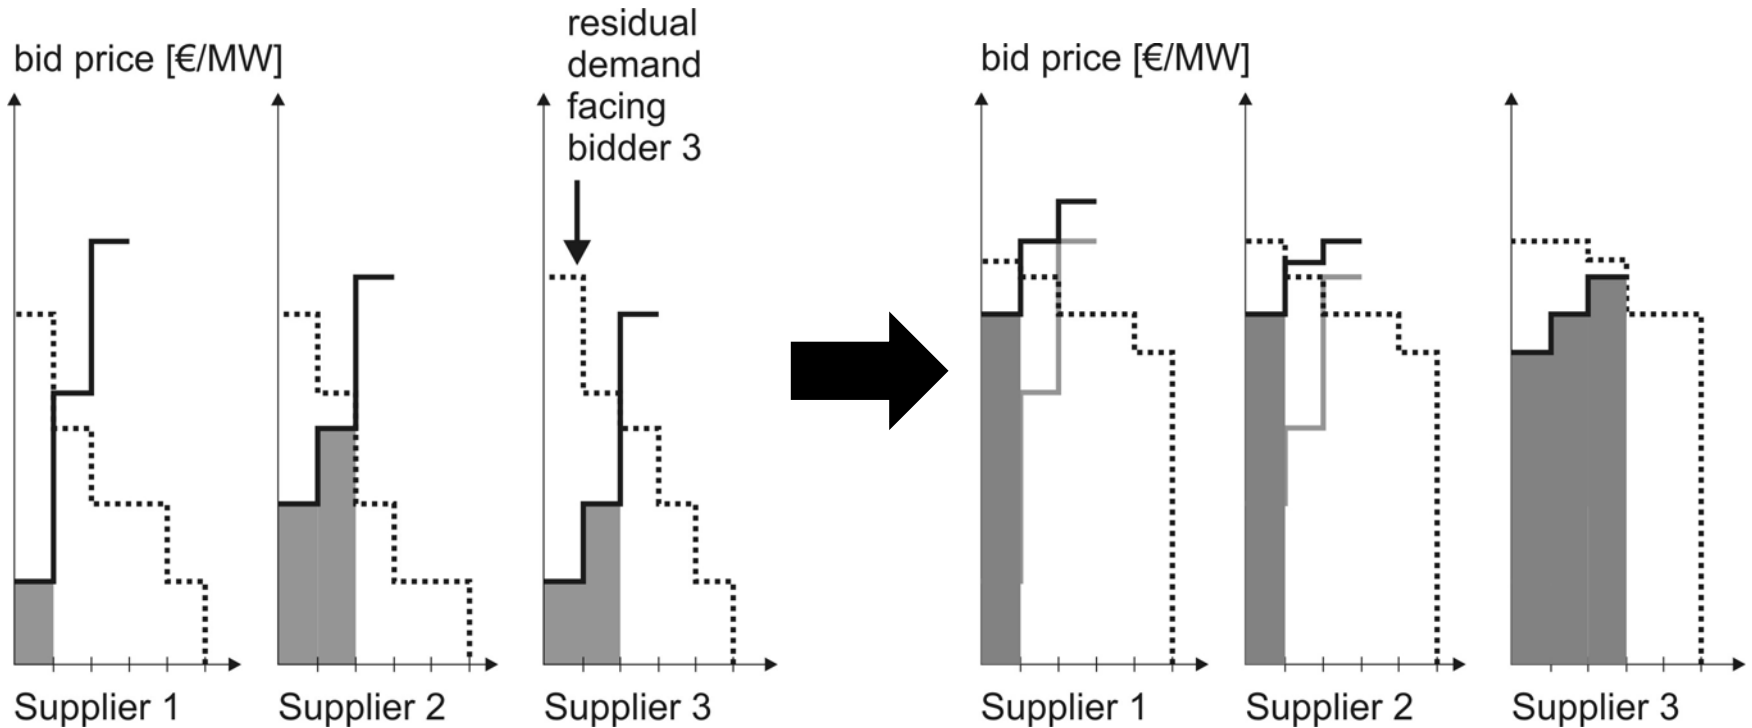 residual
demand
facing
bidder 3
bid price [€/MW]
bid price [€/MW]
Supplier 1
Supplier 2
Supplier 3
Supplier 1
Supplier 2
Supplier 3